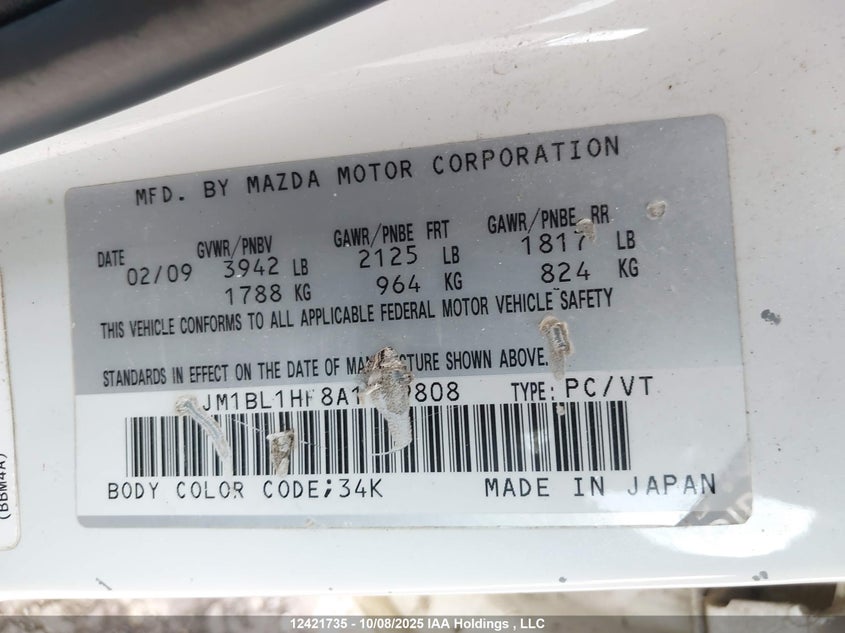 MFD. BY MAZDA MOTOR CORPORATION
DATE GVWR/PNBV GAWR/PNBE FRT GAWR/PNBE RR
02/09 3942 LB 2125 LB 1817 LB
1788 KG 964 KG 824 KG
THIS VEHICLE CONFORMS TO ALL APPLICABLE FEDERAL MOTOR VEHICLE SAFETY
STANDARDS IN EFFECT ON THE DATE OF MANUFACTURE SHOWN ABOVE.
TYPE: PC/VT
BODY COLOR CODE;34K MADE IN JAPAN
(BBM4A)
12421735 - 10/08/2025 IAA Holdings , LLC